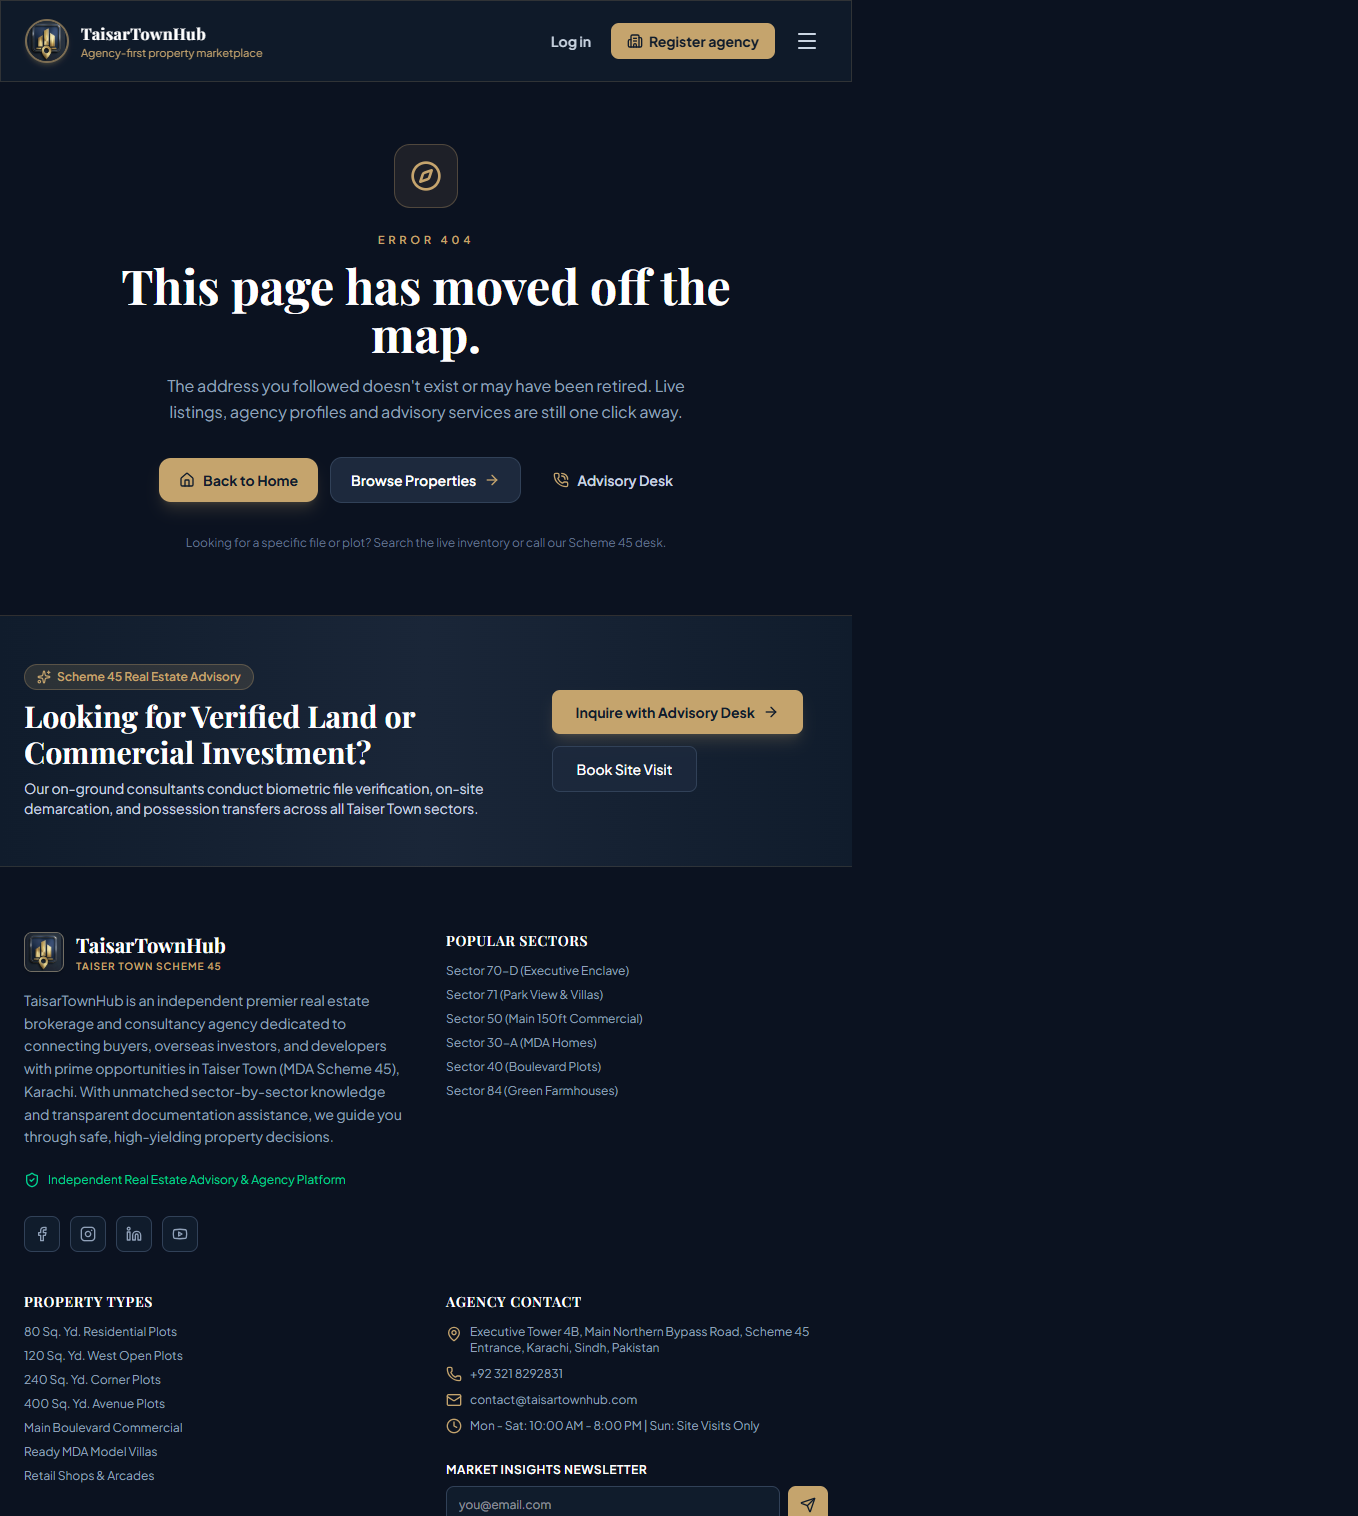 TaisarTownHub
Agency-first property marketplace
Log in
Register agency
ERROR 404
This page has moved off the
map.
The address you followed doesn't exist or may have been retired. Live
listings, agency profiles and advisory services are still one click away.
Back to Home
Browse Properties
Advisory Desk
Looking for a specific file or plot? Search the live inventory or call our Scheme 45 desk.
Scheme 45 Real Estate Advisory
Looking for Verified Land or
Commercial Investment?
Our on-ground consultants conduct biometric file verification, on-site
demarcation, and possession transfers across all Taiser Town sectors.
Inquire with Advisory Desk
Book Site Visit
TaisarTownHub
TAISER TOWN SCHEME 45
TaisarTownHub is an independent premier real estate
brokerage and consultancy agency dedicated to
connecting buyers, overseas investors, and developers
with prime opportunities in Taiser Town (MDA Scheme 45),
Karachi. With unmatched sector-by-sector knowledge
and transparent documentation assistance, we guide you
through safe, high-yielding property decisions.
Independent Real Estate Advisory & Agency Platform
POPULAR SECTORS
Sector 70-D (Executive Enclave)
Sector 71 (Park View & Villas)
Sector 50 (Main 150ft Commercial)
Sector 30-A (MDA Homes)
Sector 40 (Boulevard Plots)
Sector 84 (Green Farmhouses)
PROPERTY TYPES
80 Sq. Yd. Residential Plots
120 Sq. Yd. West Open Plots
240 Sq. Yd. Corner Plots
400 Sq. Yd. Avenue Plots
Main Boulevard Commercial
Ready MDA Model Villas
Retail Shops & Arcades
AGENCY CONTACT
Executive Tower 4B, Main Northern Bypass Road, Scheme 45
Entrance, Karachi, Sindh, Pakistan
+92 321 8292831
contact@taisartownhub.com
Mon - Sat: 10:00 AM - 8:00 PM | Sun: Site Visits Only
MARKET INSIGHTS NEWSLETTER
you@email.com